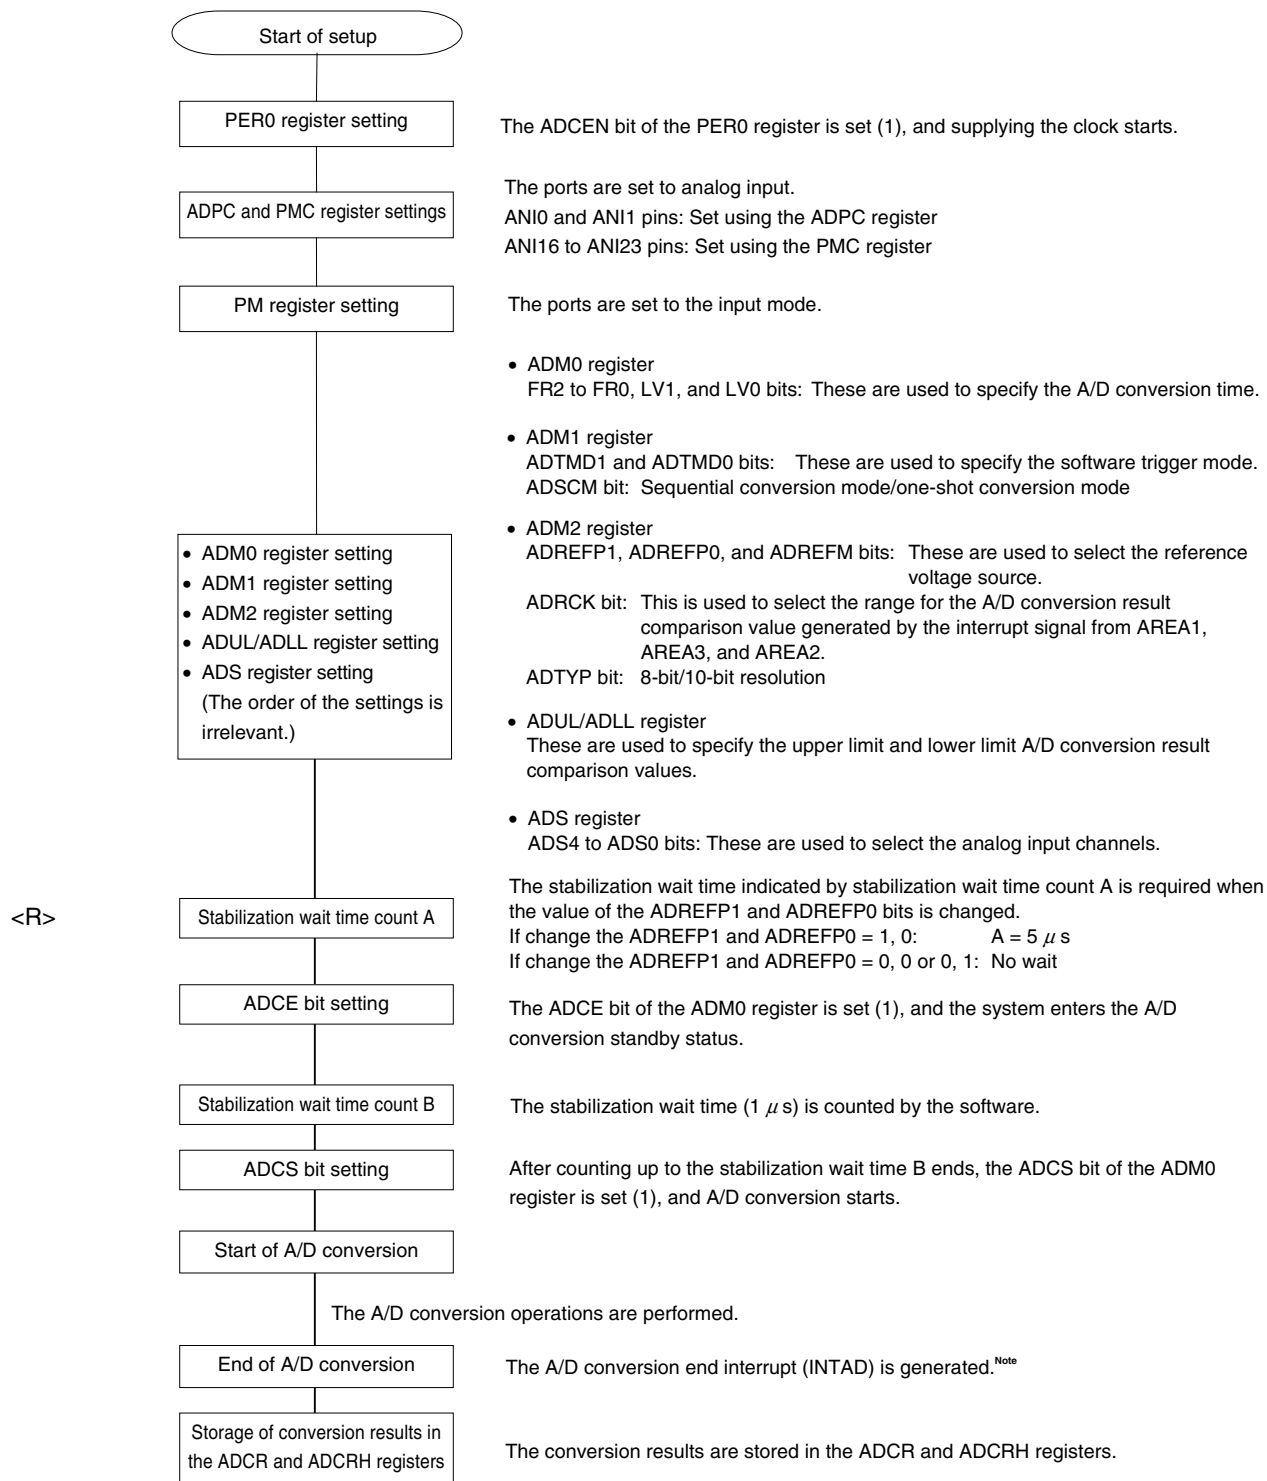 Start of setup
PER0 register setting
The ADCEN bit of the PER0 register is set (1), and supplying the clock starts.
ADPC and PMC register settings
The ports are set to analog input.
ANI0 and ANI1 pins: Set using the ADPC register
ANI16 to ANI23 pins: Set using the PMC register
PM register setting
The ports are set to the input mode.
• ADM0 register setting
• ADM1 register setting
• ADM2 register setting
• ADUL/ADLL register setting
• ADS register setting
(The order of the settings is
irrelevant.)
• ADM0 register
FR2 to FR0, LV1, and LV0 bits: These are used to specify the A/D conversion time.
• ADM1 register
ADTMD1 and ADTMD0 bits: These are used to specify the software trigger mode.
ADSCM bit: Sequential conversion mode/one-shot conversion mode
• ADM2 register
ADREFP1, ADREFP0, and ADREFM bits: These are used to select the reference
voltage source.
ADRCK bit: This is used to select the range for the A/D conversion result
comparison value generated by the interrupt signal from AREA1,
AREA3, and AREA2.
ADTYP bit: 8-bit/10-bit resolution
• ADUL/ADLL register
These are used to specify the upper limit and lower limit A/D conversion result
comparison values.
• ADS register
ADS4 to ADS0 bits: These are used to select the analog input channels.
<R>
Stabilization wait time count A
The stabilization wait time indicated by stabilization wait time count A is required when
the value of the ADREFP1 and ADREFP0 bits is changed.
If change the ADREFP1 and ADREFP0 = 1, 0: A = 5 μ s
If change the ADREFP1 and ADREFP0 = 0, 0 or 0, 1: No wait
ADCE bit setting
The ADCE bit of the ADM0 register is set (1), and the system enters the A/D
conversion standby status.
Stabilization wait time count B
The stabilization wait time (1 μ s) is counted by the software.
ADCS bit setting
After counting up to the stabilization wait time B ends, the ADCS bit of the ADM0
register is set (1), and A/D conversion starts.
Start of A/D conversion
The A/D conversion operations are performed.
End of A/D conversion
The A/D conversion end interrupt (INTAD) is generated.Note
Storage of conversion results in
the ADCR and ADCRH registers
The conversion results are stored in the ADCR and ADCRH registers.